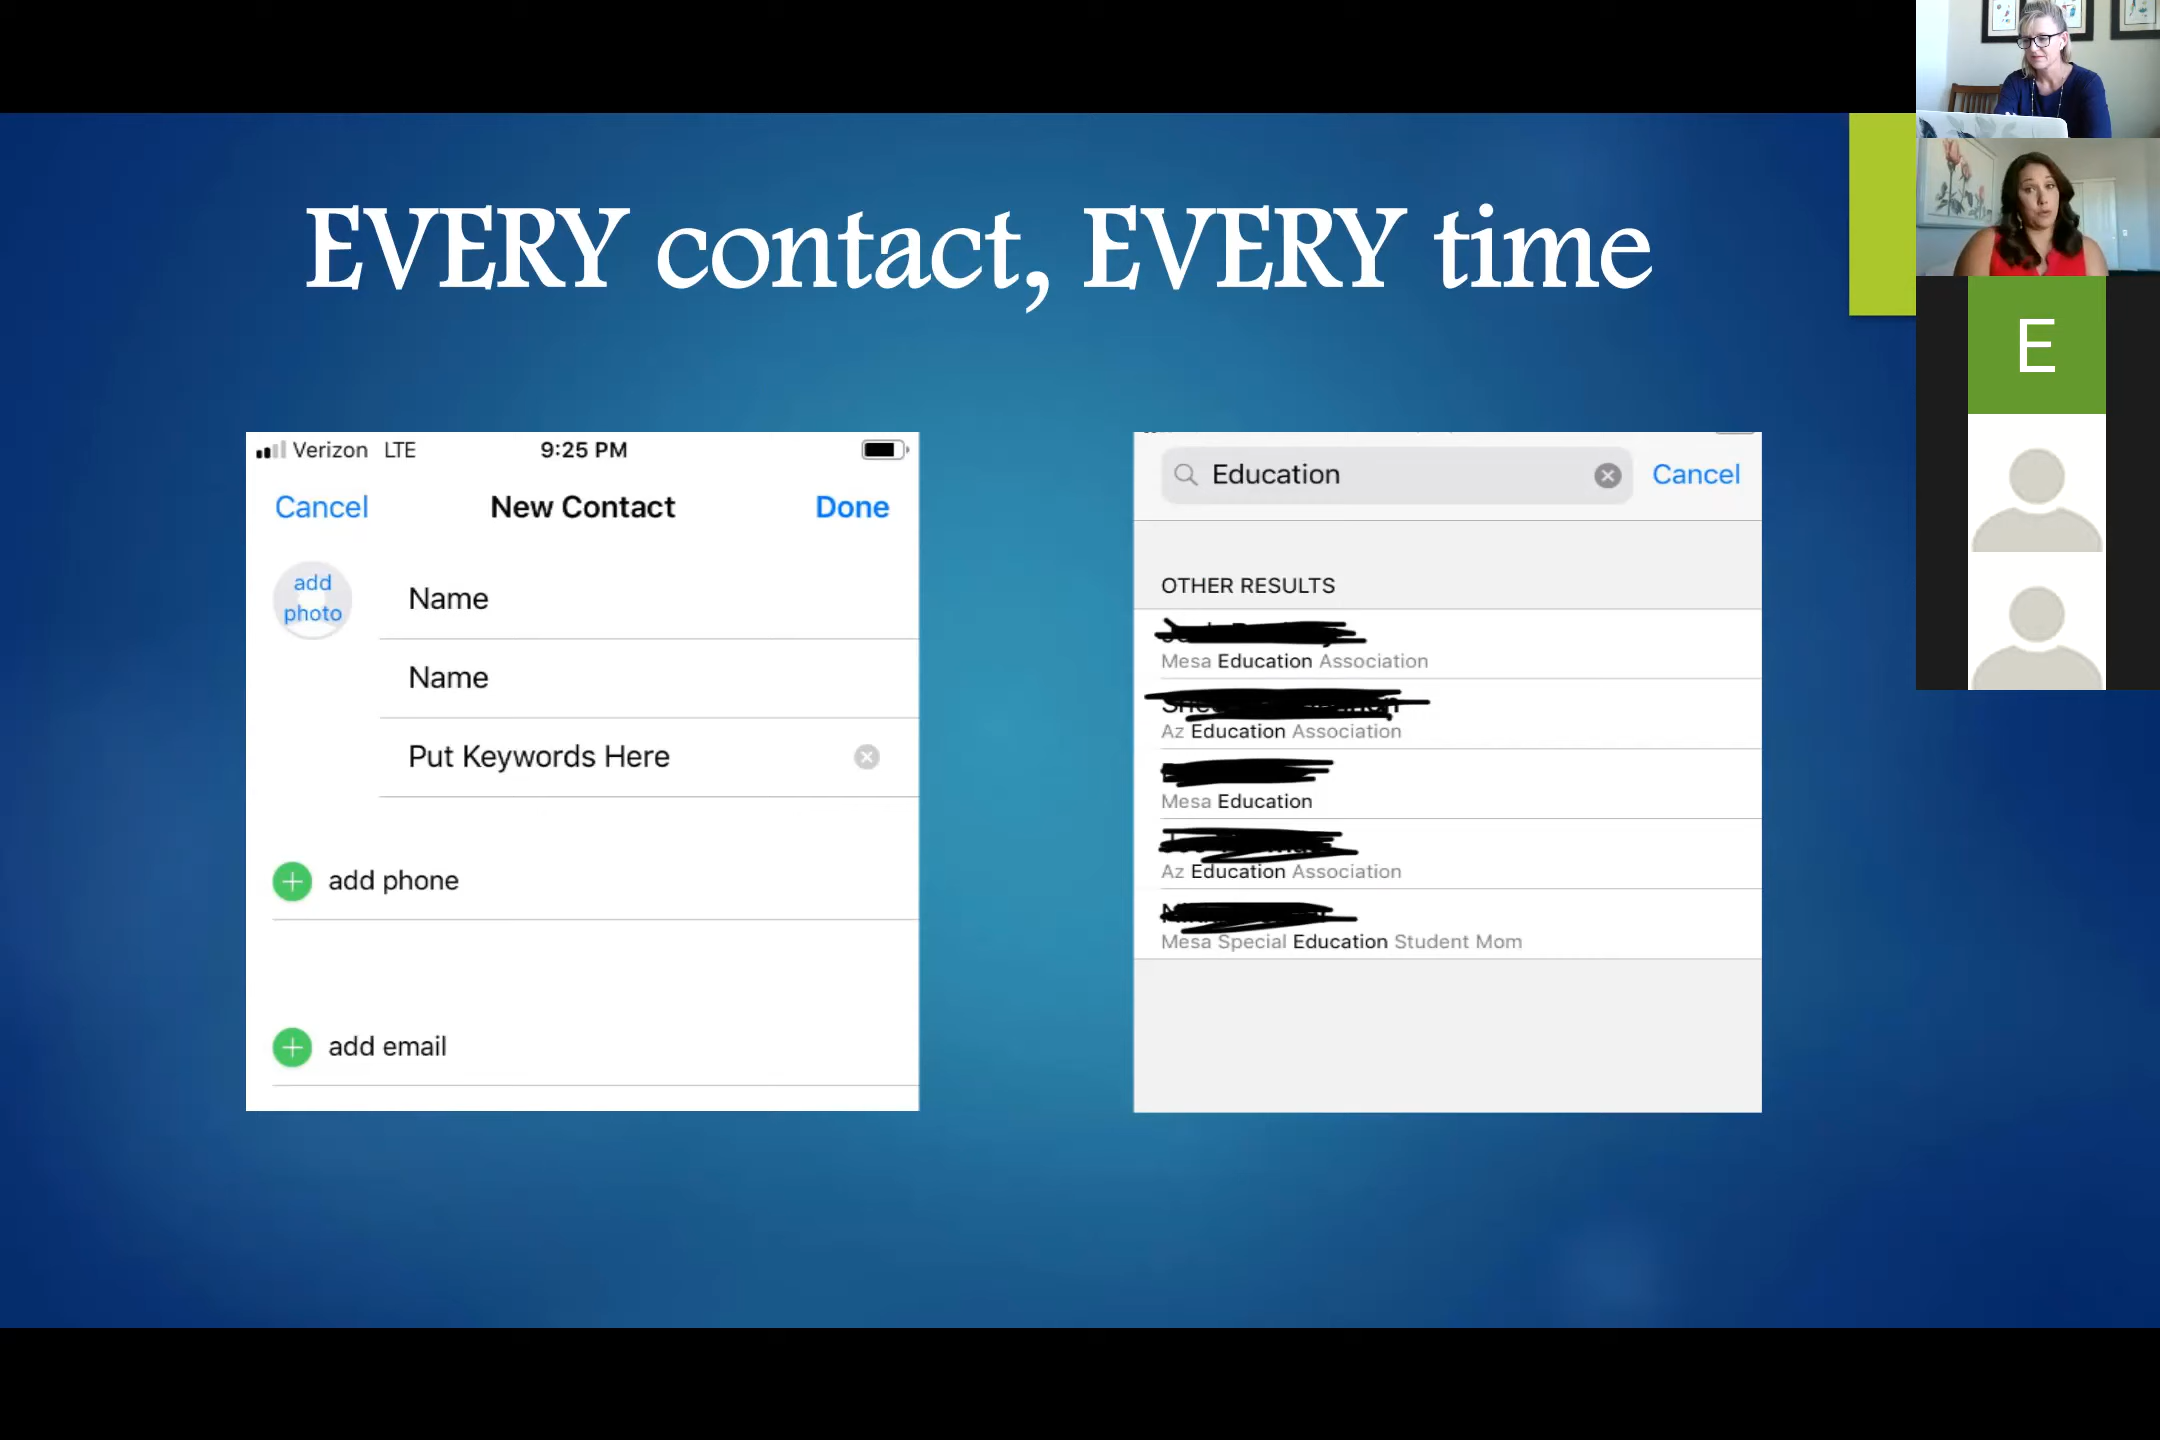 EVERY contact, EVERY time
Verizon LTE 9:25 PM
Cancel New Contact Done
add photo
Name
Name
Put Keywords Here
add phone
add email
Education Cancel
OTHER RESULTS
Mesa Education Association
Az Education Association
Mesa Education
Az Education Association
Mesa Special Education Student Mom
E